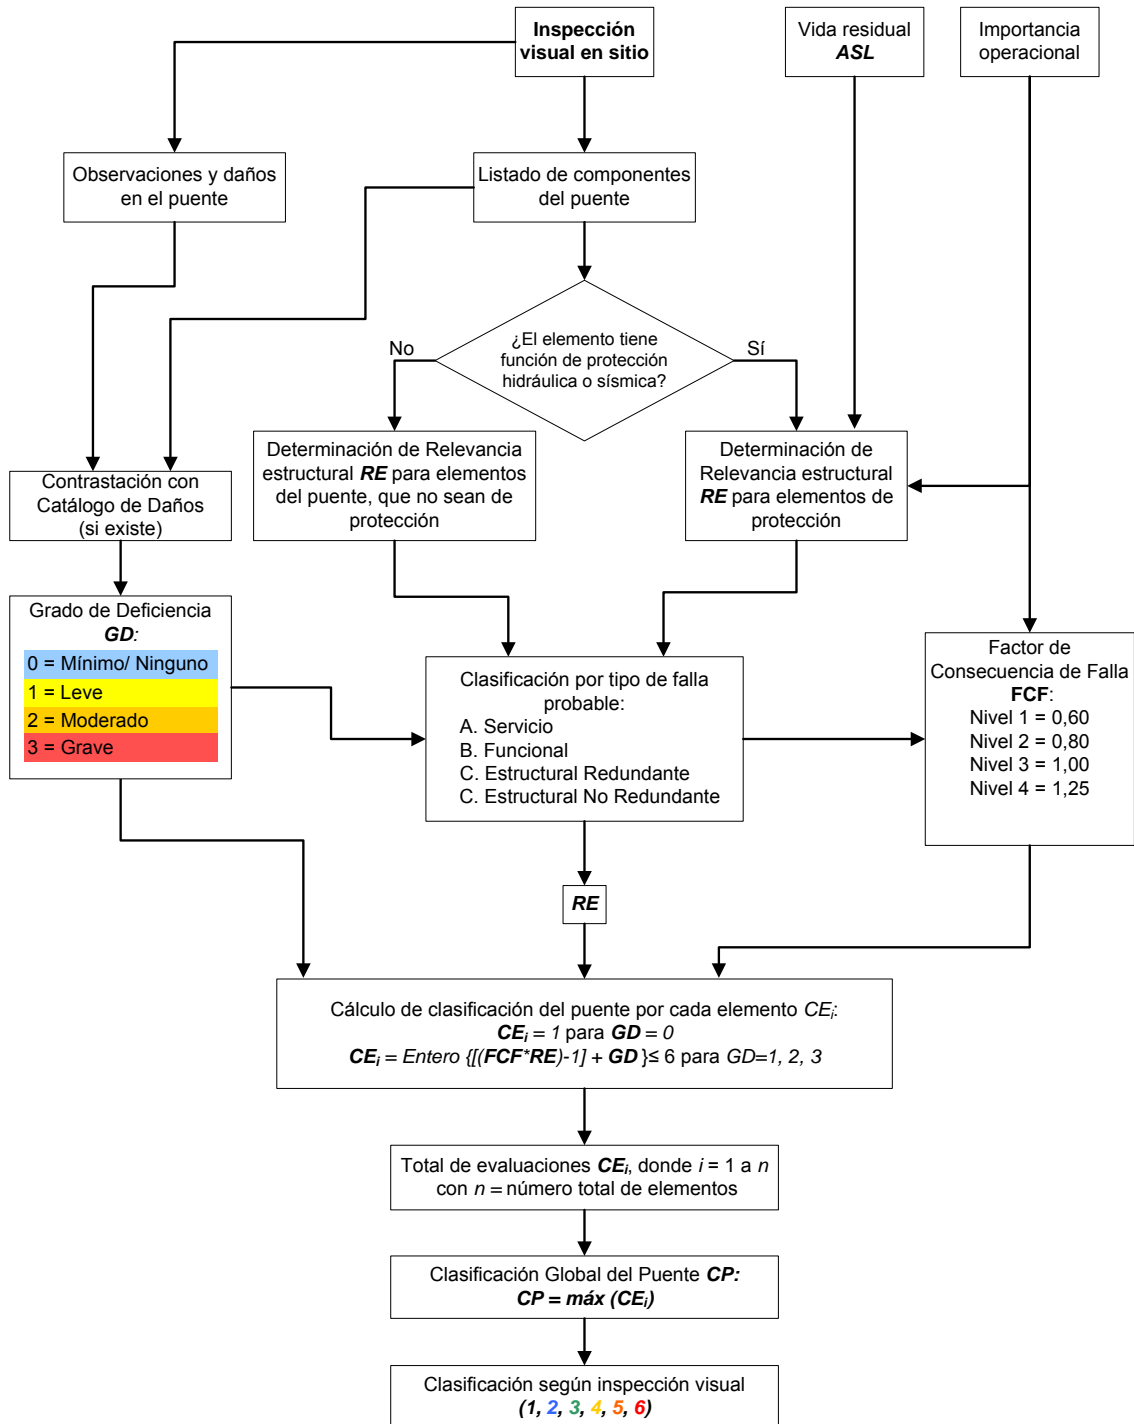 Inspección
visual en sitio
Vida residual
ASL
Importancia
operacional
Observaciones y daños
en el puente
Listado de componentes
del puente
¿El elemento tiene
función de protección
hidráulica o sísmica?
No
Sí
Determinación de Relevancia
estructural RE para elementos
del puente, que no sean de
protección
Determinación de
Relevancia estructural
RE para elementos de
protección
Contrastación con
Catálogo de Daños
(si existe)
Grado de Deficiencia
GD:
0 = Mínimo/ Ninguno
1 = Leve
2 = Moderado
3 = Grave
Clasificación por tipo de falla
probable:
A. Servicio
B. Funcional
C. Estructural Redundante
C. Estructural No Redundante
Factor de
Consecuencia de Falla
FCF:
Nivel 1 = 0,60
Nivel 2 = 0,80
Nivel 3 = 1,00
Nivel 4 = 1,25
RE
Cálculo de clasificación del puente por cada elemento CEi:
CEi = 1 para GD = 0
CEi = Entero {[(FCF*RE)-1] + GD }≤ 6 para GD=1, 2, 3
Total de evaluaciones CEi, donde i = 1 a n
con n = número total de elementos
Clasificación Global del Puente CP:
CP = máx (CEi)
Clasificación según inspección visual
(1, 2, 3, 4, 5, 6)